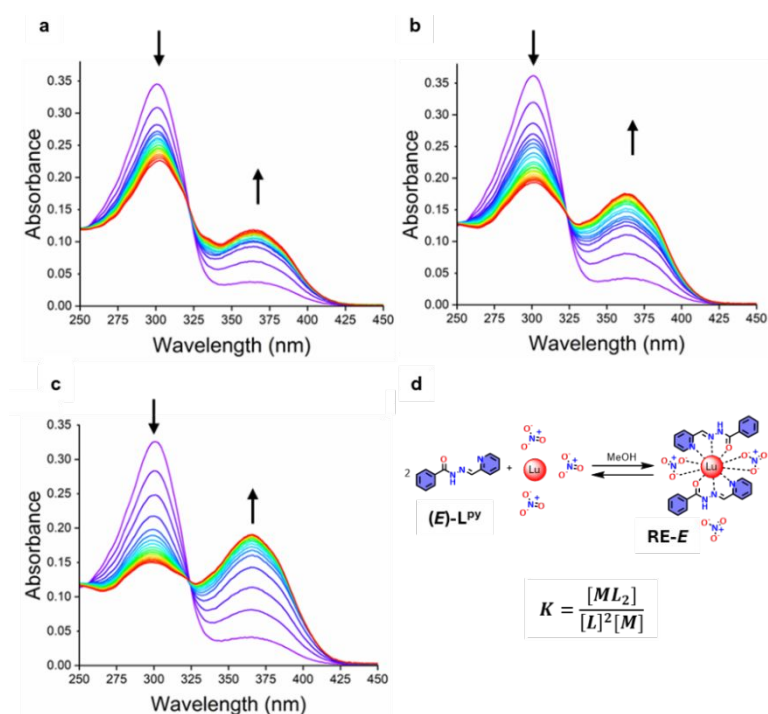 a
b
0.35
0.30
0.25
0.20
0.15
0.10
0.05
0.00
Absorbance
250 275 300 325 350 375 400 425 450
Wavelength (nm)
0.35
0.30
0.25
0.20
0.15
0.10
0.05
0.00
Absorbance
250 275 300 325 350 375 400 425 450
Wavelength (nm)
c
d
0.35
0.30
0.25
0.20
0.15
0.10
0.05
0.00
Absorbance
250 275 300 325 350 375 400 425 450
Wavelength (nm)
2
O
N
H
N
N
+
O⁻ N⁺ O O⁻
Lu
O⁻ N⁺ O O⁻
O⁻ N⁺ O O⁻
MeOH
N
N
H
N
O
O⁻ N⁺ O O⁻
Lu
O⁻ N⁺ O O⁻
O
N
H
N
N
O⁻ N⁺ O O⁻
(E)-Lᵖʸ
RE-E
K = [ML₂] / [L]²[M]